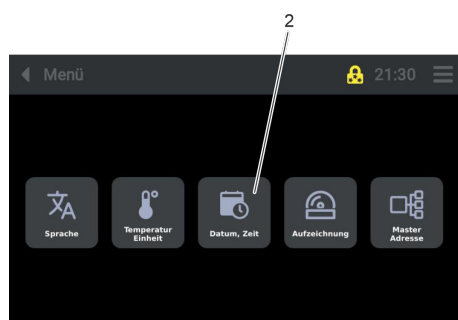 2
Menü
21:30
Sprache
Temperatur
Einheit
Datum, Zeit
Aufzeichnung
Master
Adresse